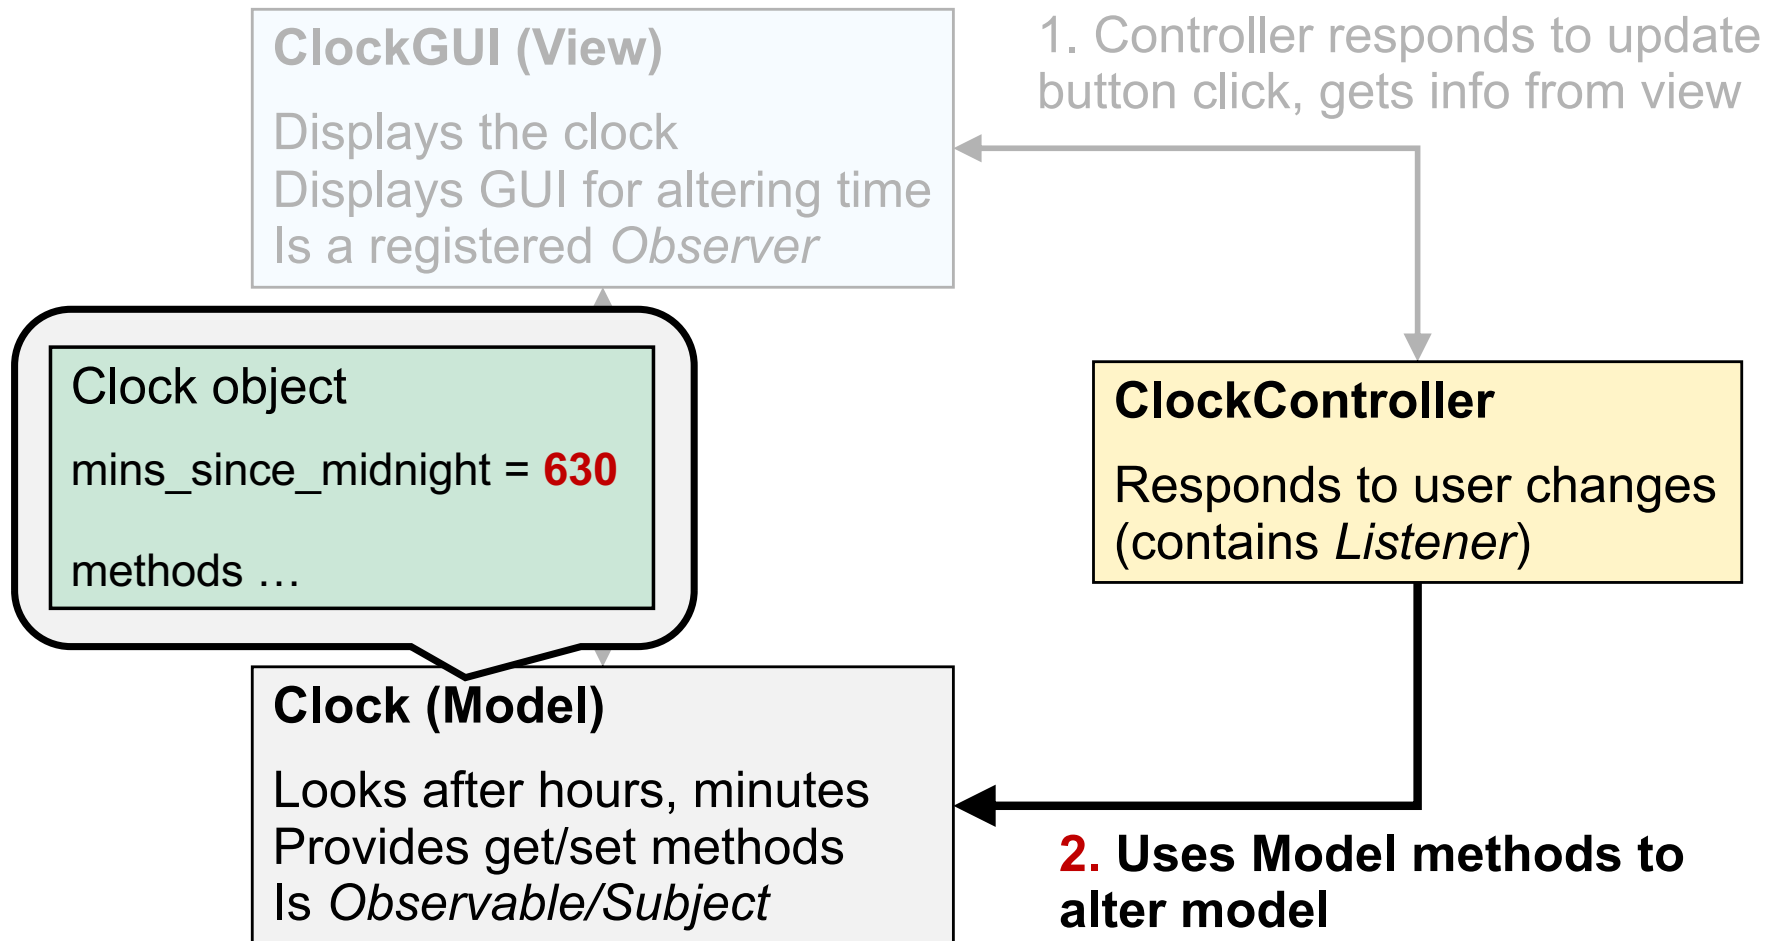 ClockGUI (View)
Displays the clock
Displays GUI for altering time
Is a registered Observer
1. Controller responds to update
button click, gets info from view
Clock object
mins_since_midnight = 630
methods …
ClockController
Responds to user changes
(contains Listener)
Clock (Model)
Looks after hours, minutes
Provides get/set methods
Is Observable/Subject
2. Uses Model methods to
alter model